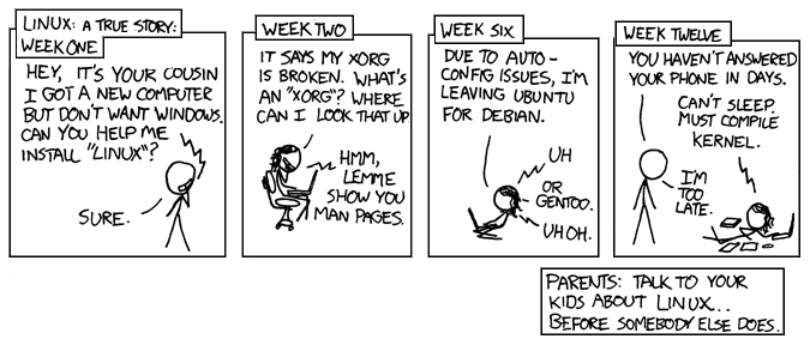 LINUX: A TRUE STORY:
WEEK ONE
HEY, IT'S YOUR COUSIN
I GOT A NEW COMPUTER
BUT DON'T WANT WINDOWS.
CAN YOU HELP ME
INSTALL "LINUX"?
SURE.
WEEK TWO
IT SAYS MY XORG
IS BROKEN. WHAT'S
AN "XORG"? WHERE
CAN I LOOK THAT UP
HMM,
LEMME
SHOW YOU
MAN PAGES.
WEEK SIX
DUE TO AUTO-
CONFIG ISSUES, I'M
LEAVING UBUNTU
FOR DEBIAN.
UH
OR
GENTOO.
UH OH.
WEEK TWELVE
YOU HAVEN'T ANSWERED
YOUR PHONE IN DAYS.
CAN'T SLEEP.
MUST COMPILE
KERNEL.
I'M
TOO
LATE.
PARENTS: TALK TO YOUR
KIDS ABOUT LINUX..
BEFORE SOMEBODY ELSE DOES.